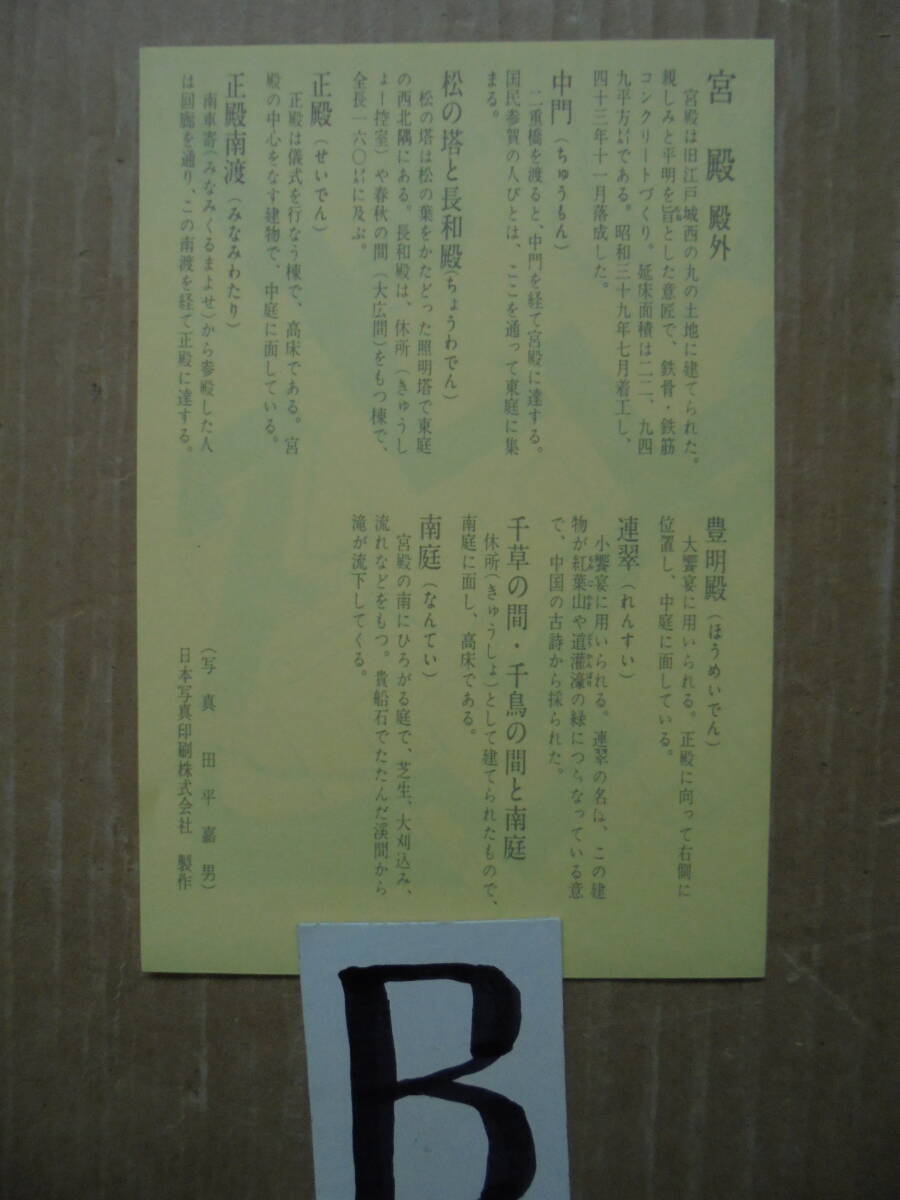 宮殿 殿外
宮殿は旧江戸城西の丸の土地に建てられた。
親しみと平明を旨とした意匠で、鉄骨・鉄筋
コンクリートづくり。延床面積は二二、九四
九平方㍍である。昭和三十九年七月着工し、
四十三年十一月落成した。
中門(ちゅうもん)
二重橋を渡ると、中門を経て宮殿に達する。
国民参賀の人びとは、ここを通って東庭に集
まる。
松の塔と長和殿(ちょうわでん)
松の塔は松の葉をかたどった照明塔で東庭
の西北隅にある。長和殿は、休所(きゅうし
ょー控室)や春秋の間(大広間)をもつ棟で、
全長一六〇㍍に及ぶ。
正殿(せいでん)
正殿は儀式を行なう棟で、高床である。宮
殿の中心をなす建物で、中庭に面している。
正殿南渡(みなみわたり)
南車寄(みなみくるまよせ)から参殿した人
は回廊を通り、この南渡を経て正殿に達する。
豊明殿(ほうめいでん)
大饗宴に用いられる。正殿に向って右側に
位置し、中庭に面している。
連翠(れんすい)
小饗宴に用いられる。連翠の名は、この建
物が紅葉山や道灌濠の緑につらなっている意
で、中国の古詩から採られた。
千草の間・千鳥の間と南庭
休所(きゅうしょ)として建てられたもので、
南庭に面し、高床である。
南庭(なんてい)
宮殿の南にひろがる庭で、芝生、大刈込み、
流れなどをもつ。貴船石でたたんだ渓間から
滝が流下してくる。
(写真 田平嘉男)
日本写真印刷株式会社 製作
B